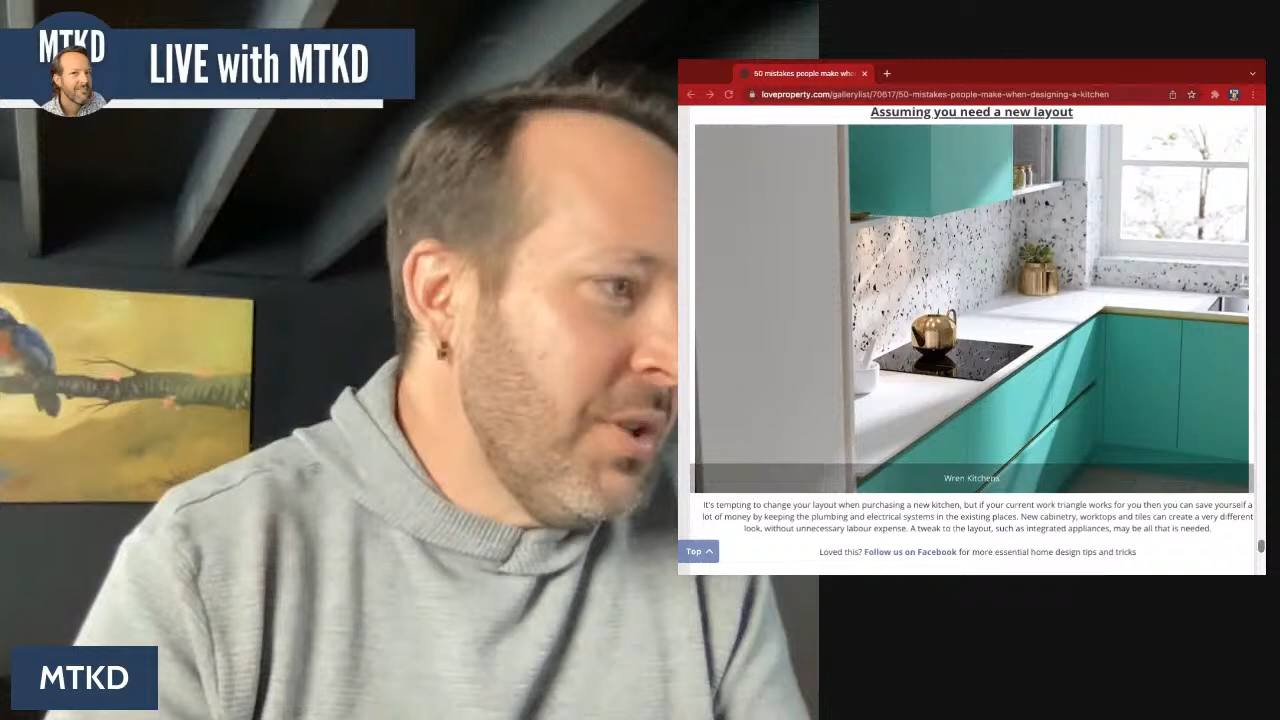 MTKD
LIVE with MTKD
50 mistakes people make whe
loveproperty.com/gallerylist/70617/50-mistakes-people-make-when-designing-a-kitchen
Assuming you need a new layout
Wren Kitchens
It's tempting to change your layout when purchasing a new kitchen, but if your current work triangle works for you then you can save yourself a
lot of money by keeping the plumbing and electrical systems in the existing places. New cabinetry, worktops and tiles can create a very different
look, without unnecessary labour expense. A tweak to the layout, such as integrated appliances, may be all that is needed.
Top
Loved this? Follow us on Facebook for more essential home design tips and tricks
MTKD